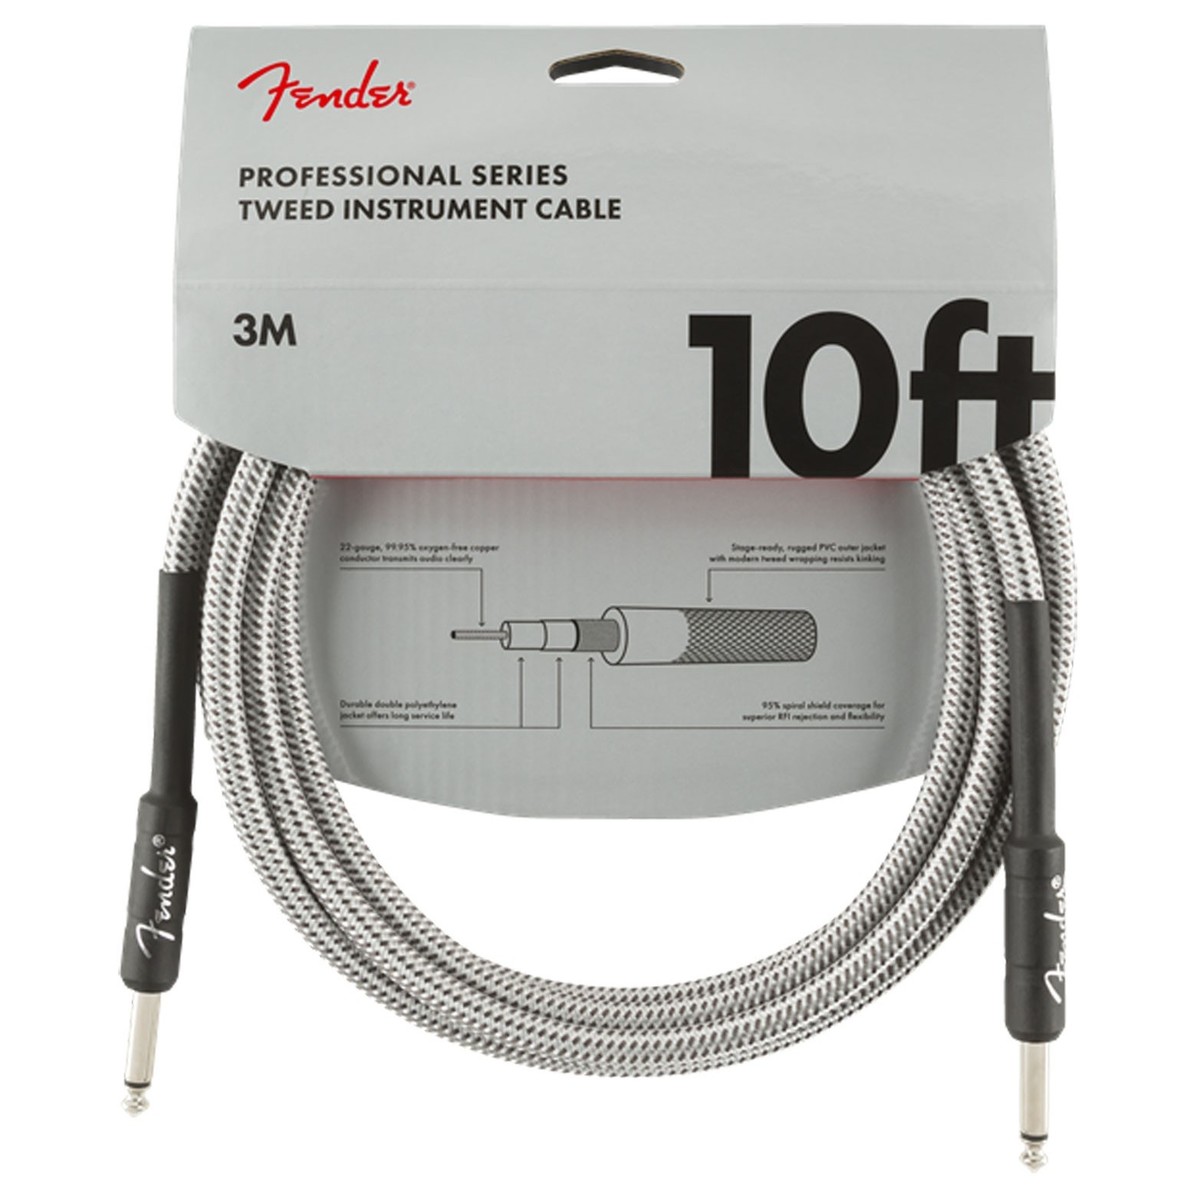 Fender®
PROFESSIONAL SERIES
TWEED INSTRUMENT CABLE
3M
10ft
22-gauge, 99.95% oxygen-free copper
conductor transmits audio clearly
Stage-ready, rugged PVC outer jacket
with modern tweed wrapping resists kinking
Durable double polyethylene
jacket offers long service life
95% spiral shield coverage for
superior RFI rejection and flexibility
Fender®
Fender®